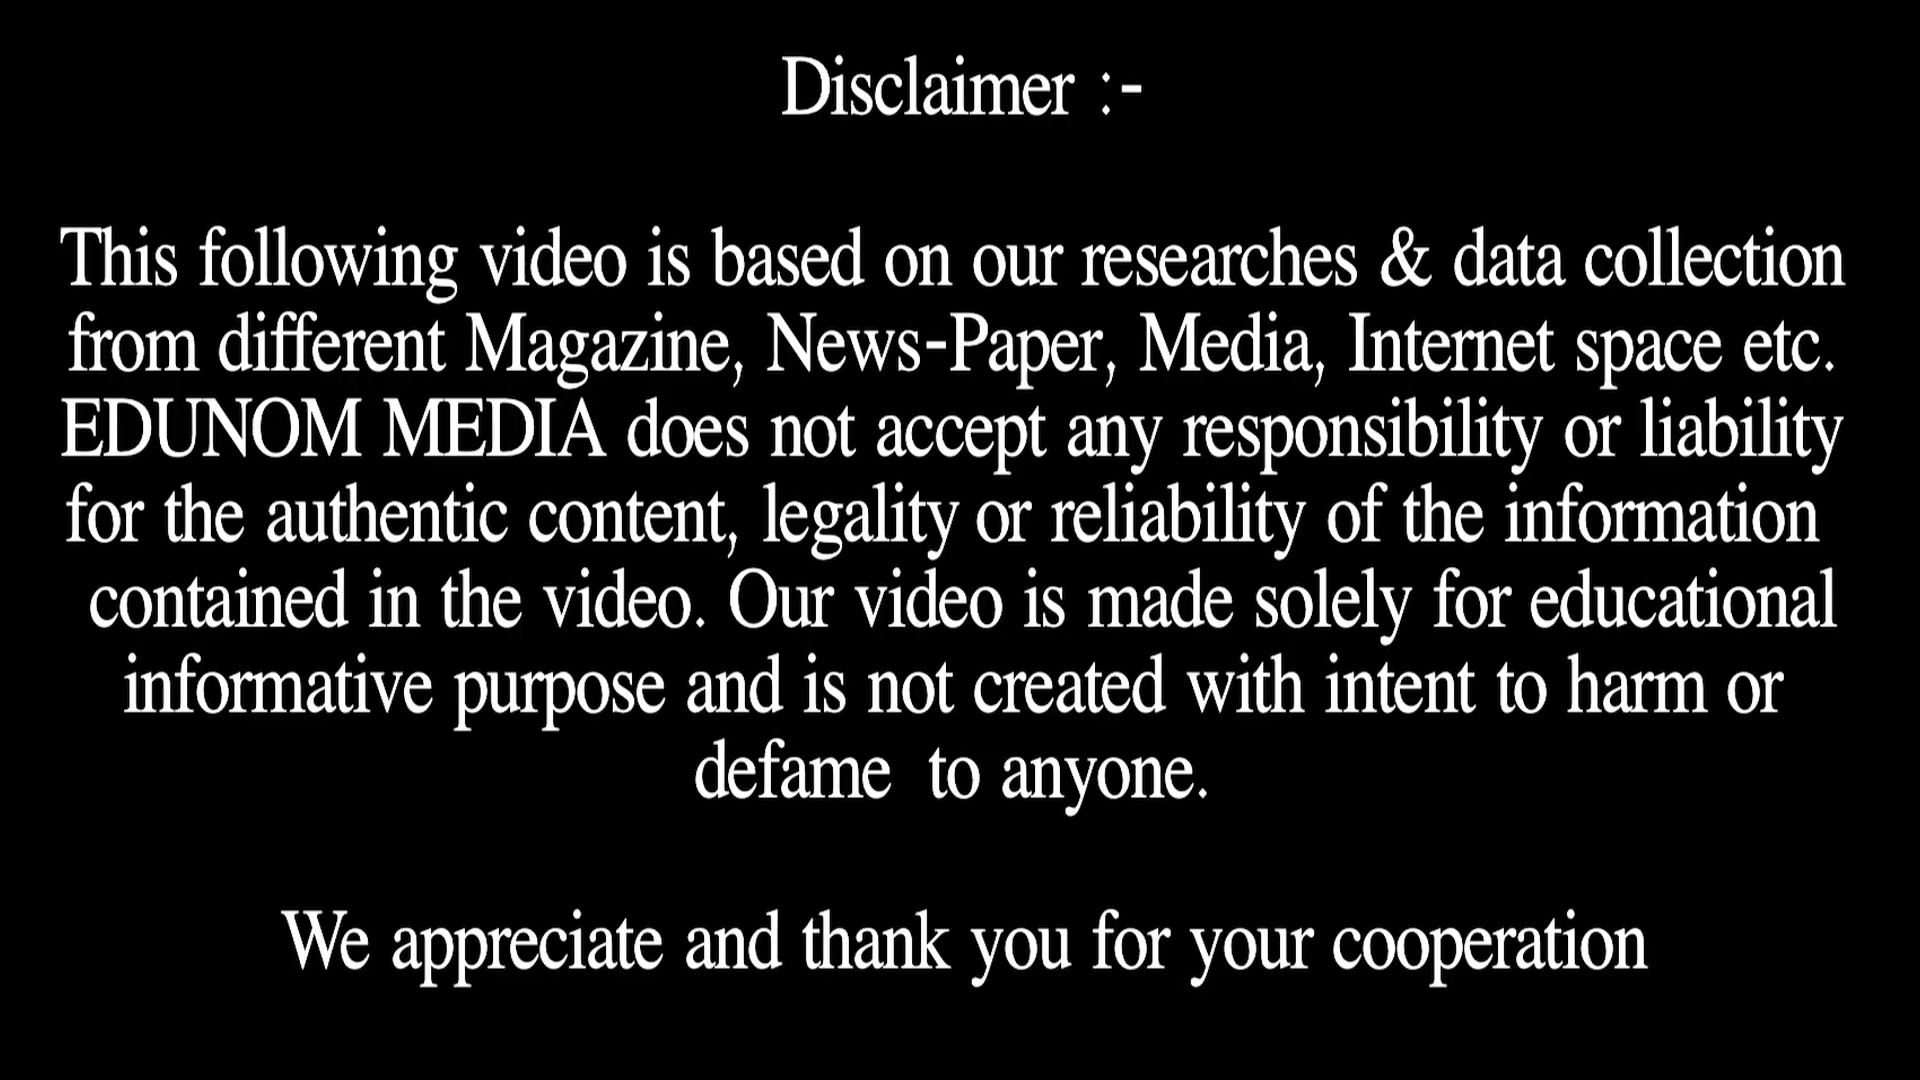 Disclaimer :-
This following video is based on our researches & data collection
from different Magazine, News-Paper, Media, Internet space etc.
EDUNOM MEDIA does not accept any responsibility or liability
for the authentic content, legality or reliability of the information
contained in the video. Our video is made solely for educational
informative purpose and is not created with intent to harm or
defame  to anyone.
We appreciate and thank you for your cooperation